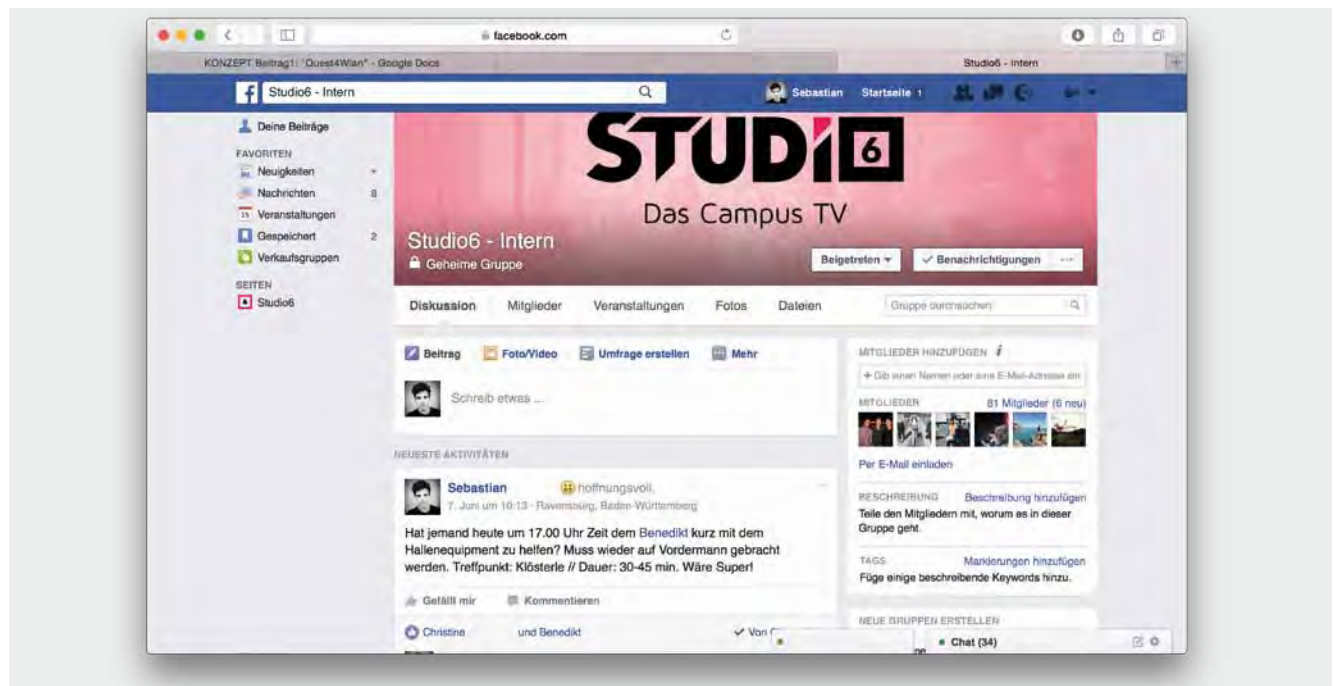 facebook.com
KONZEPT Beitrag1: "Quest4Wlan" - Google Docs
Studio6 - Intern
Studio6 - Intern
Sebastian Startseite 1
Deine Beiträge
FAVORITEN
Neuigkeiten
Nachrichten 8
Veranstaltungen
Gespeichert 2
Verkaufsgruppen
SEITEN
Studio6
STUDiO 6
Das Campus TV
Studio6 - Intern
Geheime Gruppe
Beigetreten
Benachrichtigungen
Diskussion Mitglieder Veranstaltungen Fotos Dateien
Gruppe durchsuchen
Beitrag Foto/Video Umfrage erstellen Mehr
Schreib etwas ...
NEUESTE AKTIVITÄTEN
Sebastian hoffnungsvoll.
7. Juni um 10:13 · Ravensburg, Baden-Württemberg
Hat jemand heute um 17.00 Uhr Zeit dem Benedikt kurz mit dem
Hallenequipment zu helfen? Muss wieder auf Vordermann gebracht
werden. Treffpunkt: Klösterle // Dauer: 30-45 min. Wäre Super!
Gefällt mir Kommentieren
Christine und Benedikt
Von
MITGLIEDER HINZUFÜGEN
+ Gib einen Namen oder eine E-Mail-Adresse ein
MITGLIEDER 81 Mitglieder (6 neu)
Per E-Mail einladen
BESCHREIBUNG Beschreibung hinzufügen
Teile den Mitgliedern mit, worum es in dieser
Gruppe geht.
TAGS Markierungen hinzufügen
Füge einige beschreibende Keywords hinzu.
NEUE GRUPPEN ERSTELLEN
Chat (34)